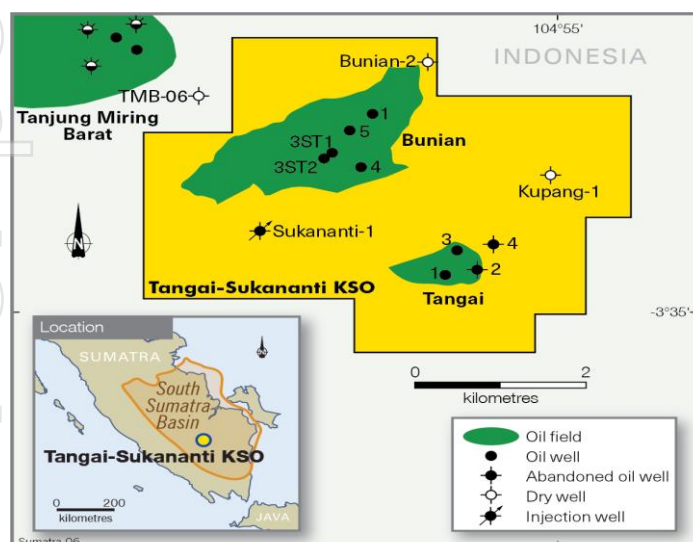 104°55'
INDONESIA
Bunian-2
TMB-06
Tanjung Miring
Barat
1
5
3ST1
Bunian
3ST2
4
Kupang-1
N
Sukananti-1
3
4
2
Tangai-Sukananti KSO
1
Tangai
-3°35'
Location
SUMATRA
South
Sumatra
Basin
Tangai-Sukananti KSO
0 200
kilometres
JAVA
0 2
kilometres
Oil field
Oil well
Abandoned oil well
Dry well
Injection well
Sumatra 06